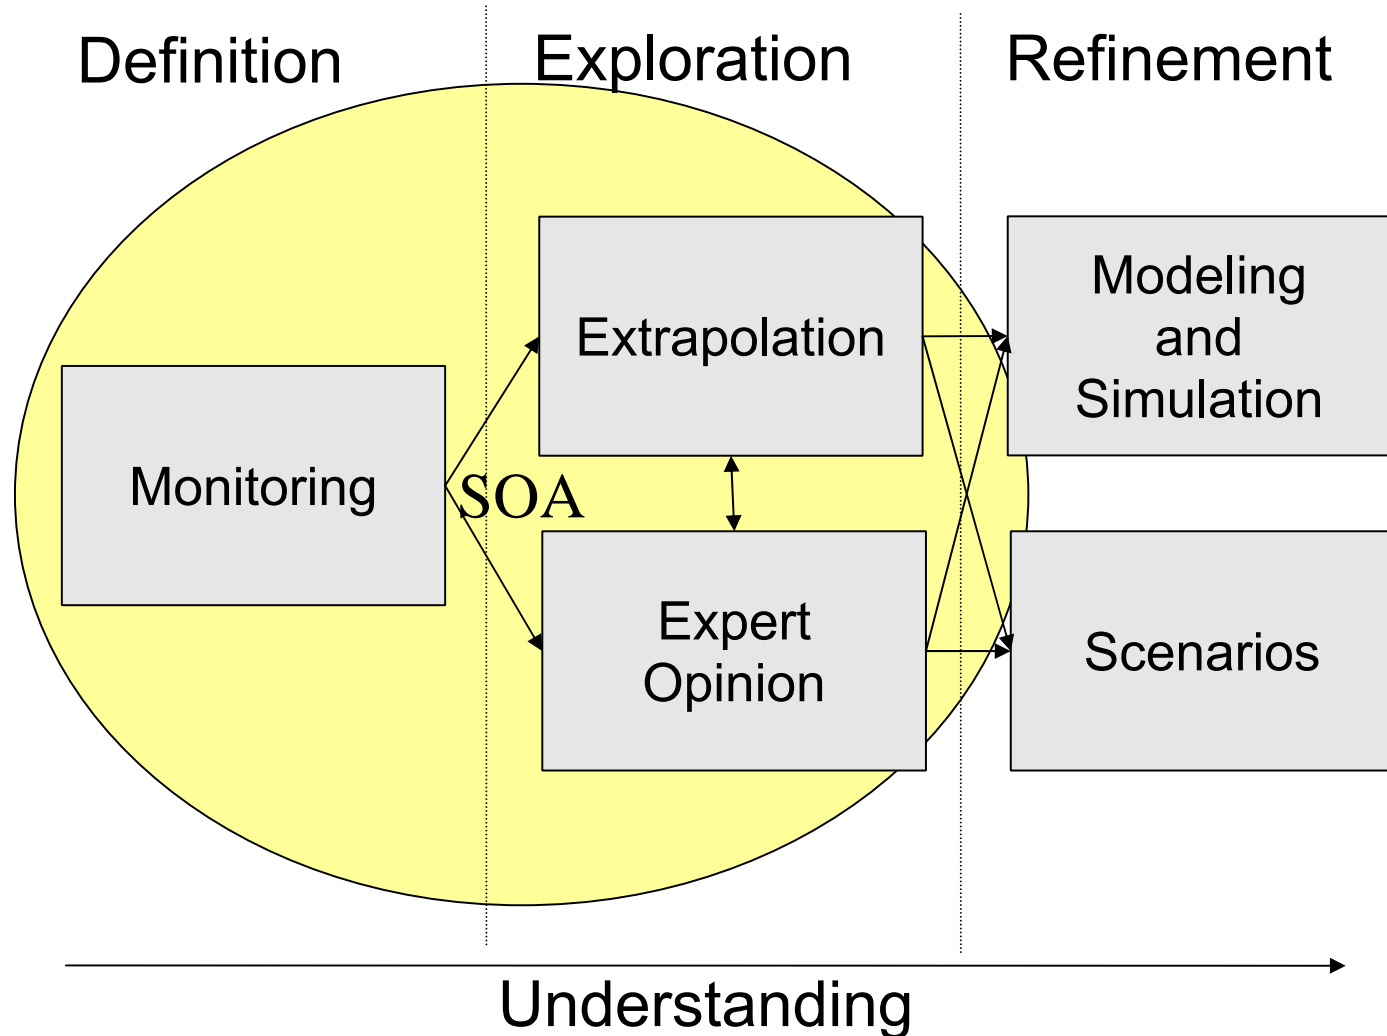 Definition
Exploration
Refinement
Monitoring
SOA
Extrapolation
Expert
Opinion
Modeling
and
Simulation
Scenarios
Understanding